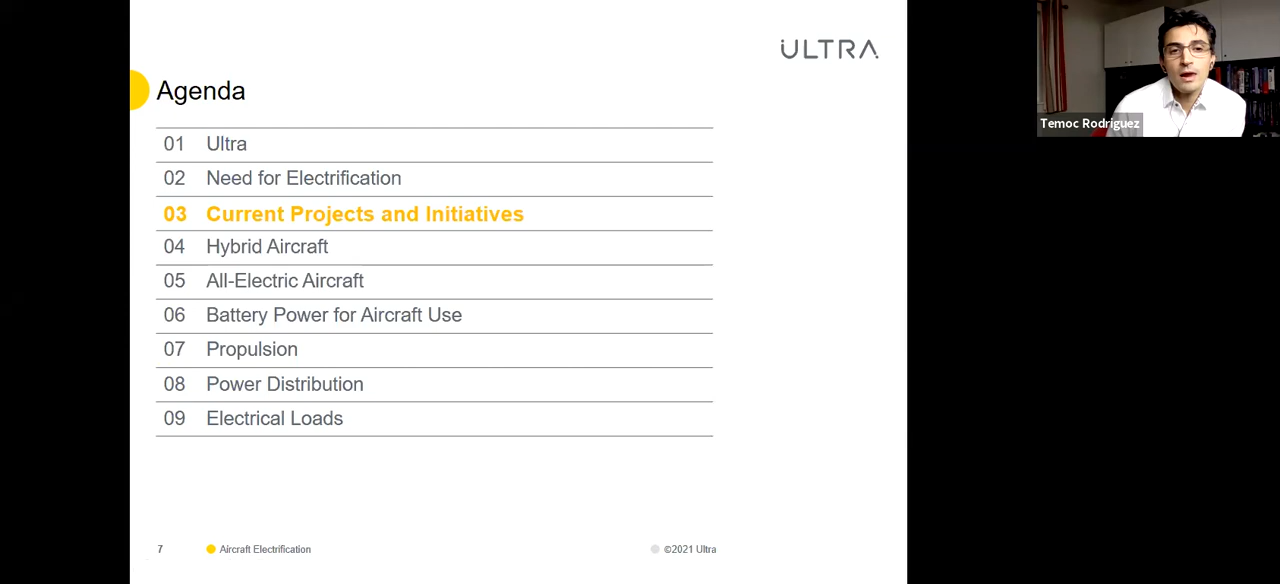 ULTRA
Agenda
01 Ultra
02 Need for Electrification
03 Current Projects and Initiatives
04 Hybrid Aircraft
05 All-Electric Aircraft
06 Battery Power for Aircraft Use
07 Propulsion
08 Power Distribution
09 Electrical Loads
7 Aircraft Electrification ©2021 Ultra
Temoc Rodriguez